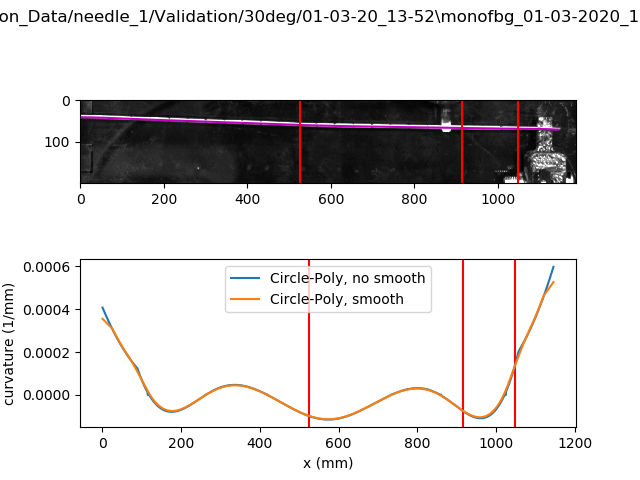 on_Data/needle_1/Validation/30deg/01-03-20_13-52\monofbg_01-03-2020_1
0
100
0 200 400 600 800 1000
0.0006
0.0004
0.0002
0.0000
curvature (1/mm)
Circle-Poly, no smooth
Circle-Poly, smooth
0 200 400 600 800 1000 1200
x (mm)